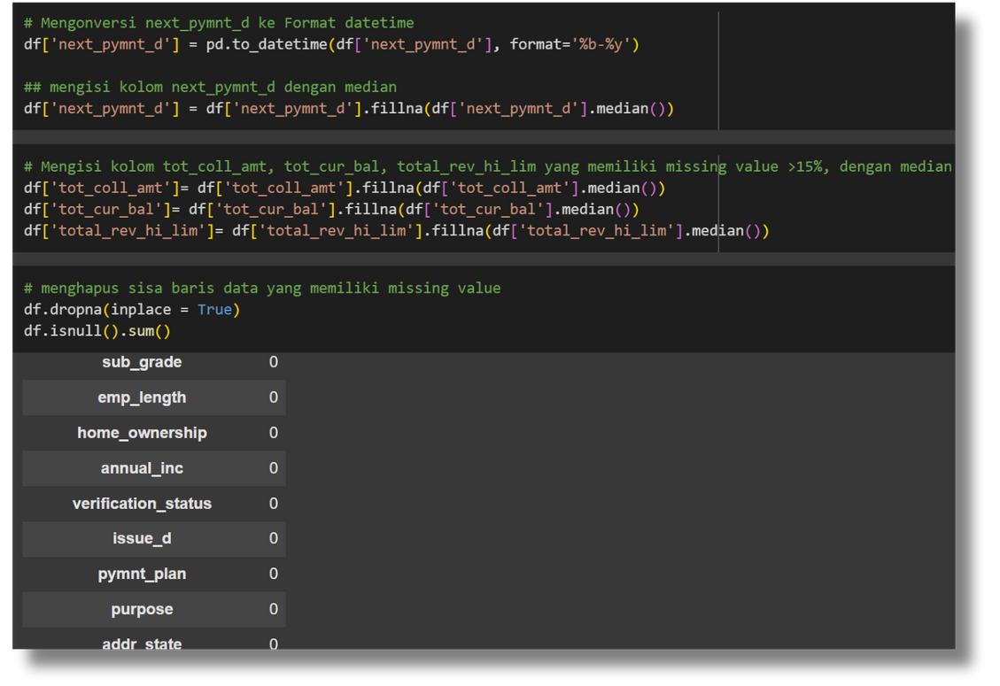 # Mengonversi next_pymnt_d ke Format datetime
df['next_pymnt_d'] = pd.to_datetime(df['next_pymnt_d'], format='%b-%y')
## mengisi kolom next_pymnt_d dengan median
df['next_pymnt_d'] = df['next_pymnt_d'].fillna(df['next_pymnt_d'].median())
# Mengisi kolom tot_coll_amt, tot_cur_bal, total_rev_hi_lim yang memiliki missing value >15%, dengan median
df['tot_coll_amt']= df['tot_coll_amt'].fillna(df['tot_coll_amt'].median())
df['tot_cur_bal']= df['tot_cur_bal'].fillna(df['tot_cur_bal'].median())
df['total_rev_hi_lim']= df['total_rev_hi_lim'].fillna(df['total_rev_hi_lim'].median())
# menghapus sisa baris data yang memiliki missing value
df.dropna(inplace = True)
df.isnull().sum()
sub_grade 0
emp_length 0
home_ownership 0
annual_inc 0
verification_status 0
issue_d 0
pymnt_plan 0
purpose 0
addr_state 0